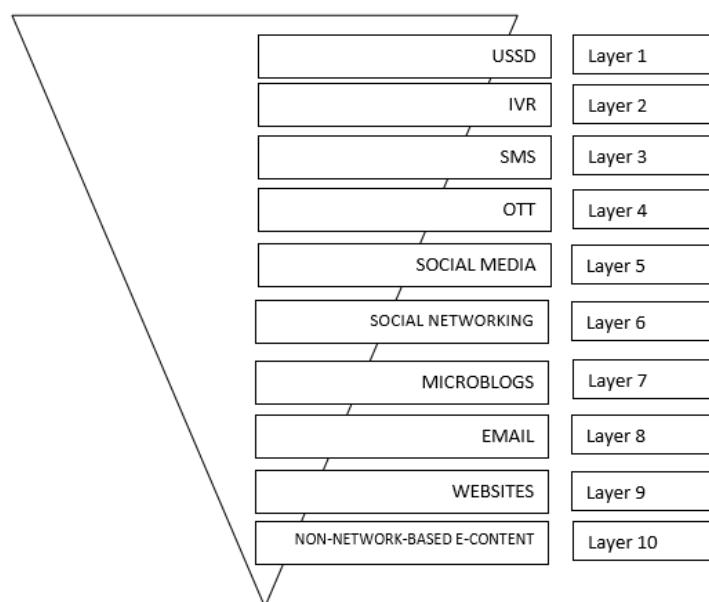 USSD Layer 1
IVR Layer 2
SMS Layer 3
OTT Layer 4
SOCIAL MEDIA Layer 5
SOCIAL NETWORKING Layer 6
MICROBLOGS Layer 7
EMAIL Layer 8
WEBSITES Layer 9
NON-NETWORK-BASED E-CONTENT Layer 10